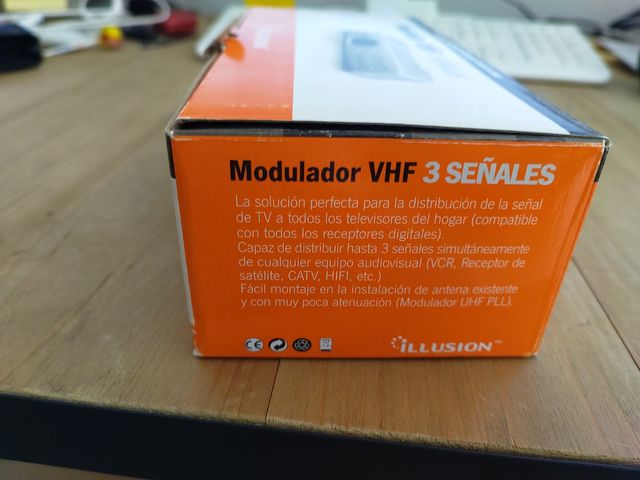 Modulador VHF 3 SEÑALES
La solución perfecta para la distribución de la señal
de TV a todos los televisores del hogar (compatible
con todos los receptores digitales).
Capaz de distribuir hasta 3 señales simultáneamente
de cualquier equipo audiovisual (VCR, Receptor de
satélite, CATV, HIFI, etc.)
Fácil montaje en la instalación de antena existente
y con muy poca atenuación (Modulador UHF PLL).
CE
iLLUSION